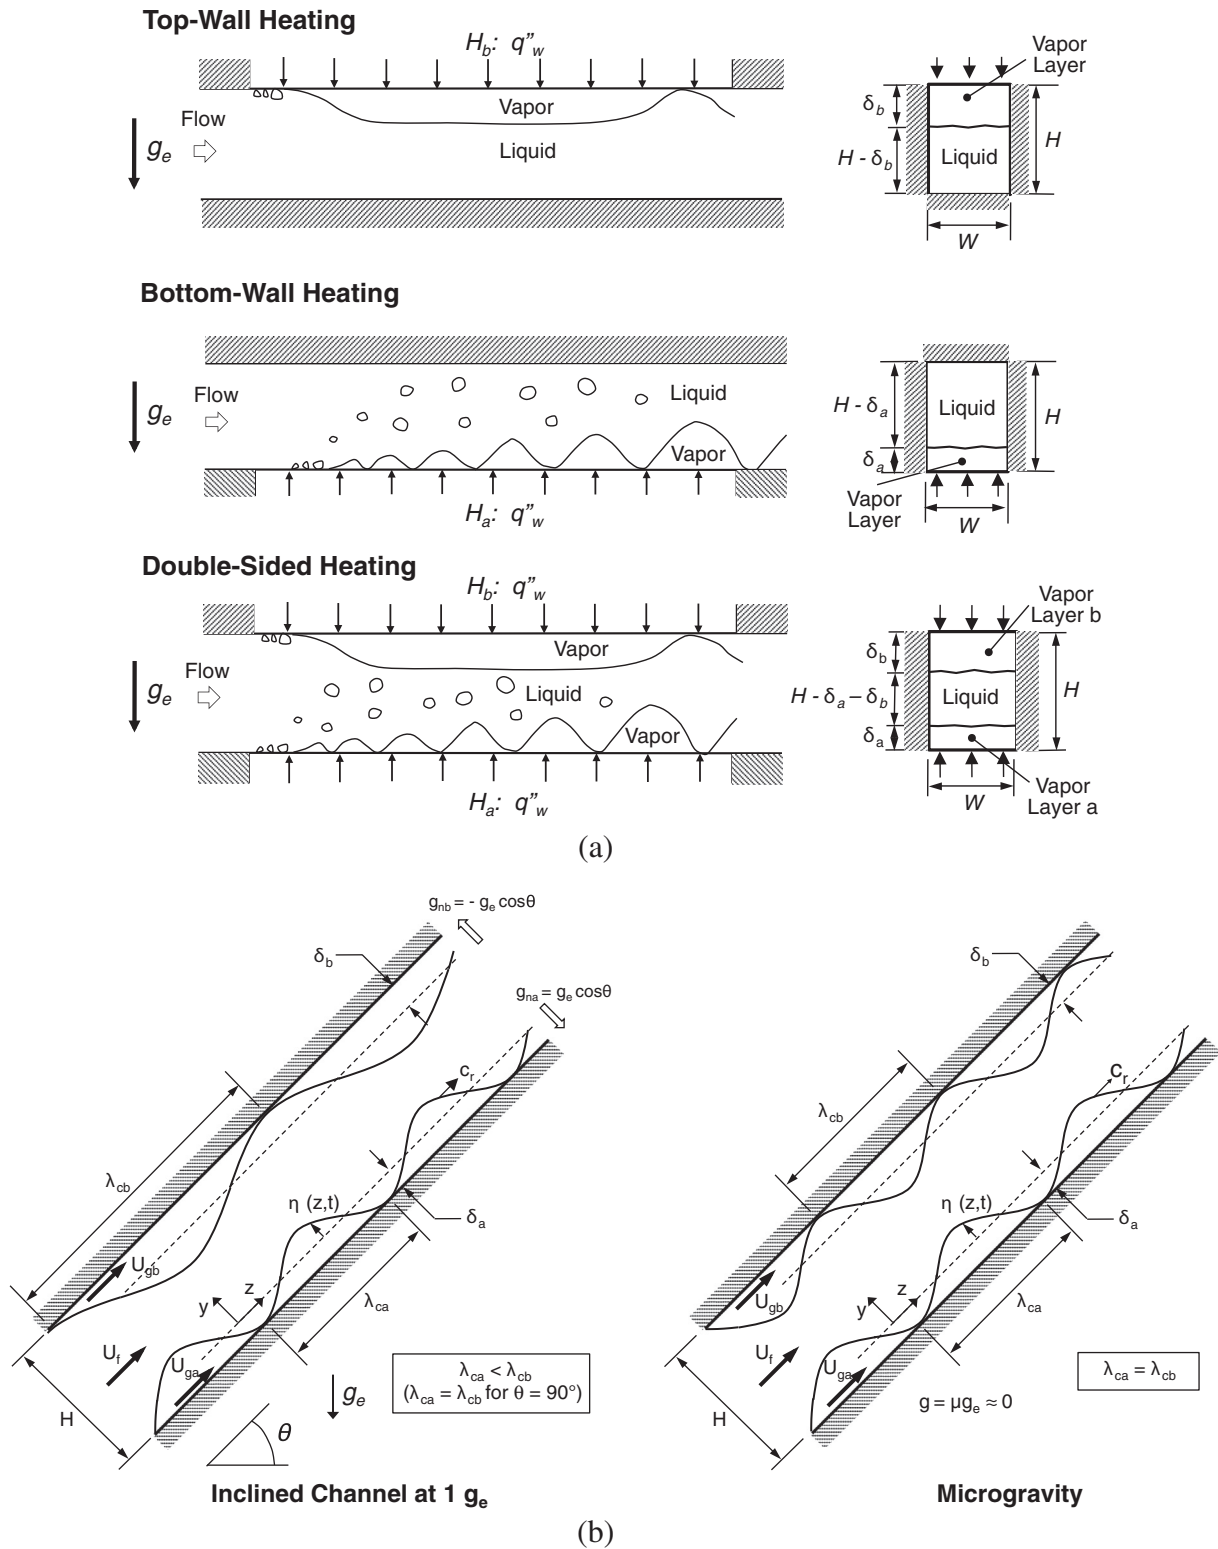 Top-Wall Heating
H_b: q"_w
Vapor
Layer
Vapor
Flow
g_e
Liquid
δ_b
H - δ_b
Liquid
H
W
Bottom-Wall Heating
Flow
g_e
Liquid
Vapor
H_a: q"_w
H - δ_a
Liquid
H
δ_a
Vapor
Layer
W
Double-Sided Heating
H_b: q"_w
Vapor
Layer b
Vapor
Flow
g_e
Liquid
Vapor
H_a: q"_w
δ_b
H - δ_a – δ_b
Liquid
H
δ_a
W
Vapor
Layer a
(a)
g_nb = - g_e cosθ
δ_b
g_na = g_e cosθ
c_r
λ_cb
η (z,t)
δ_a
U_gb
z
y
λ_ca
U_f
U_ga
H
g_e
θ
λ_ca < λ_cb
(λ_ca = λ_cb for θ = 90°)
Inclined Channel at 1 g_e
δ_b
c_r
λ_cb
η (z,t)
δ_a
U_gb
z
y
λ_ca
U_f
U_ga
H
λ_ca = λ_cb
g = μg_e ≈ 0
Microgravity
(b)